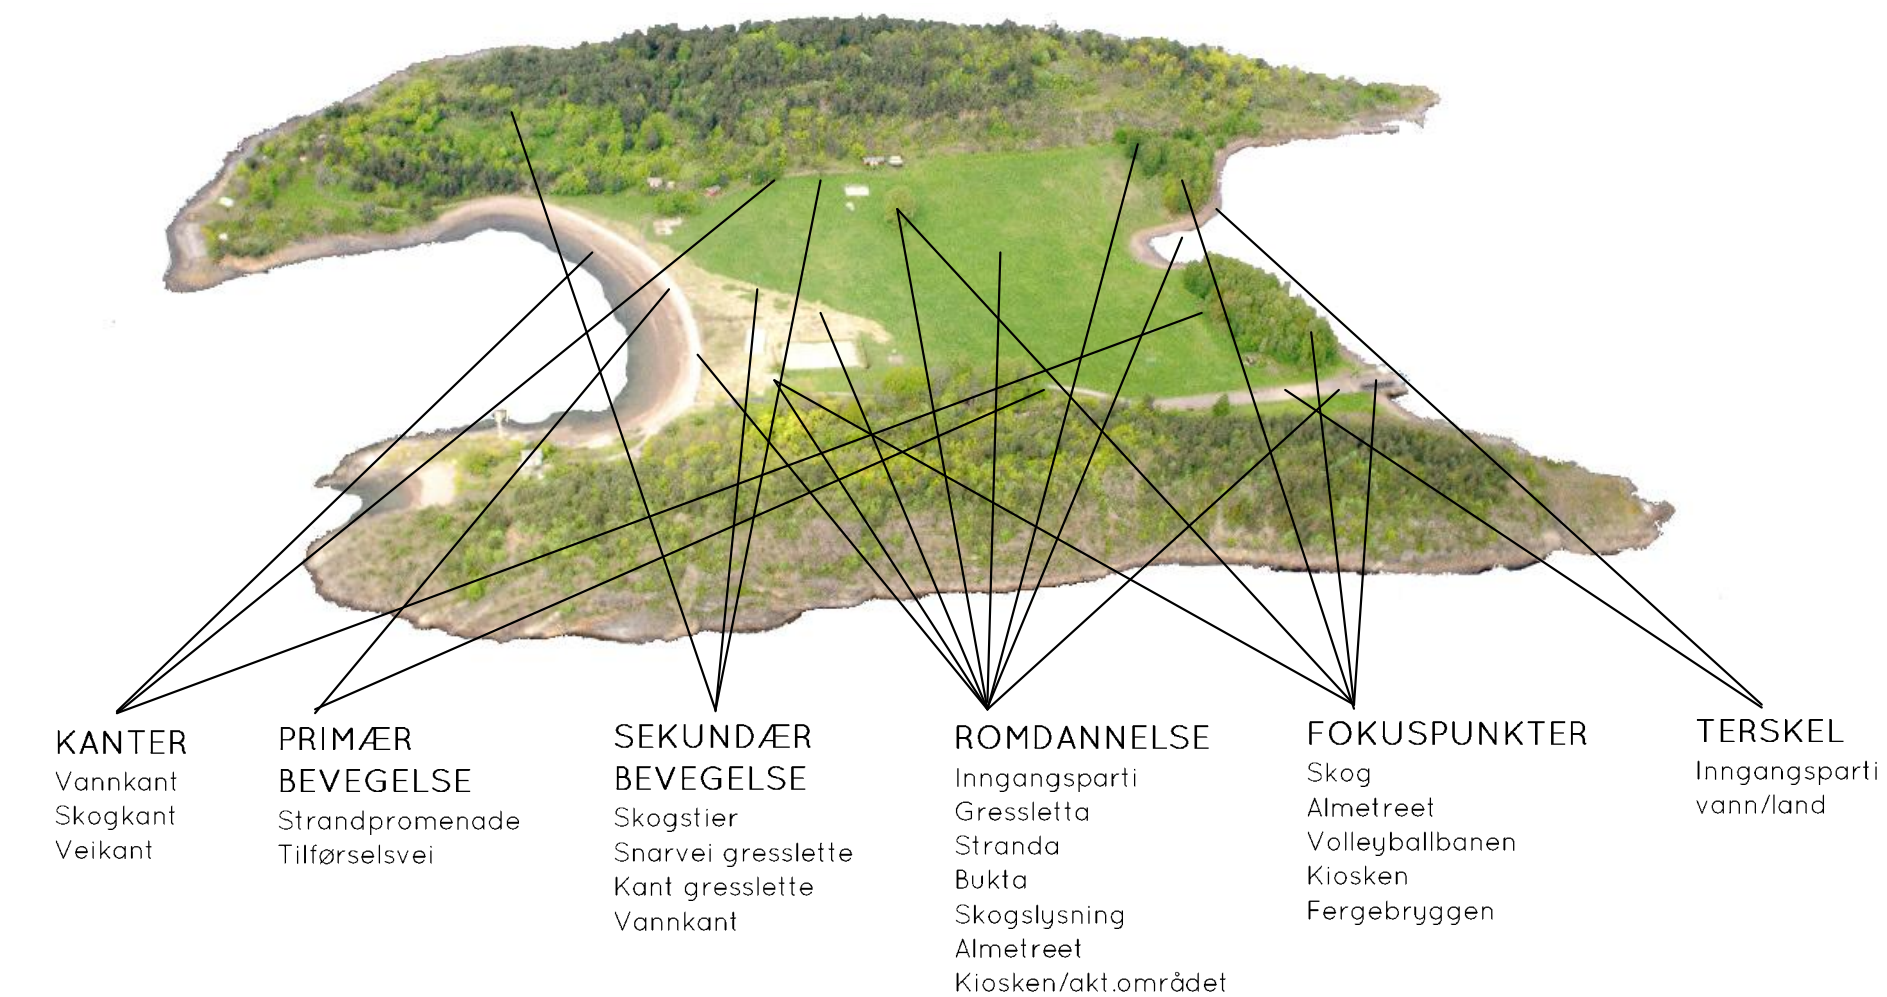 KANTER
Vannkant
Skogkant
Veikant
PRIMÆR
BEVEGELSE
Strandpromenade
Tilførselsvei
SEKUNDÆR
BEVEGELSE
Skogstier
Snarvei gresslette
Kant gresslette
Vannkant
ROMDANNELSE
Inngangsparti
Gressletta
Stranda
Bukta
Skogslysning
Almetreet
Kiosken/akt.området
FOKUSPUNKTER
Skog
Almetreet
Volleyballbanen
Kiosken
Fergebryggen
TERSKEL
Inngangsparti
vann/land